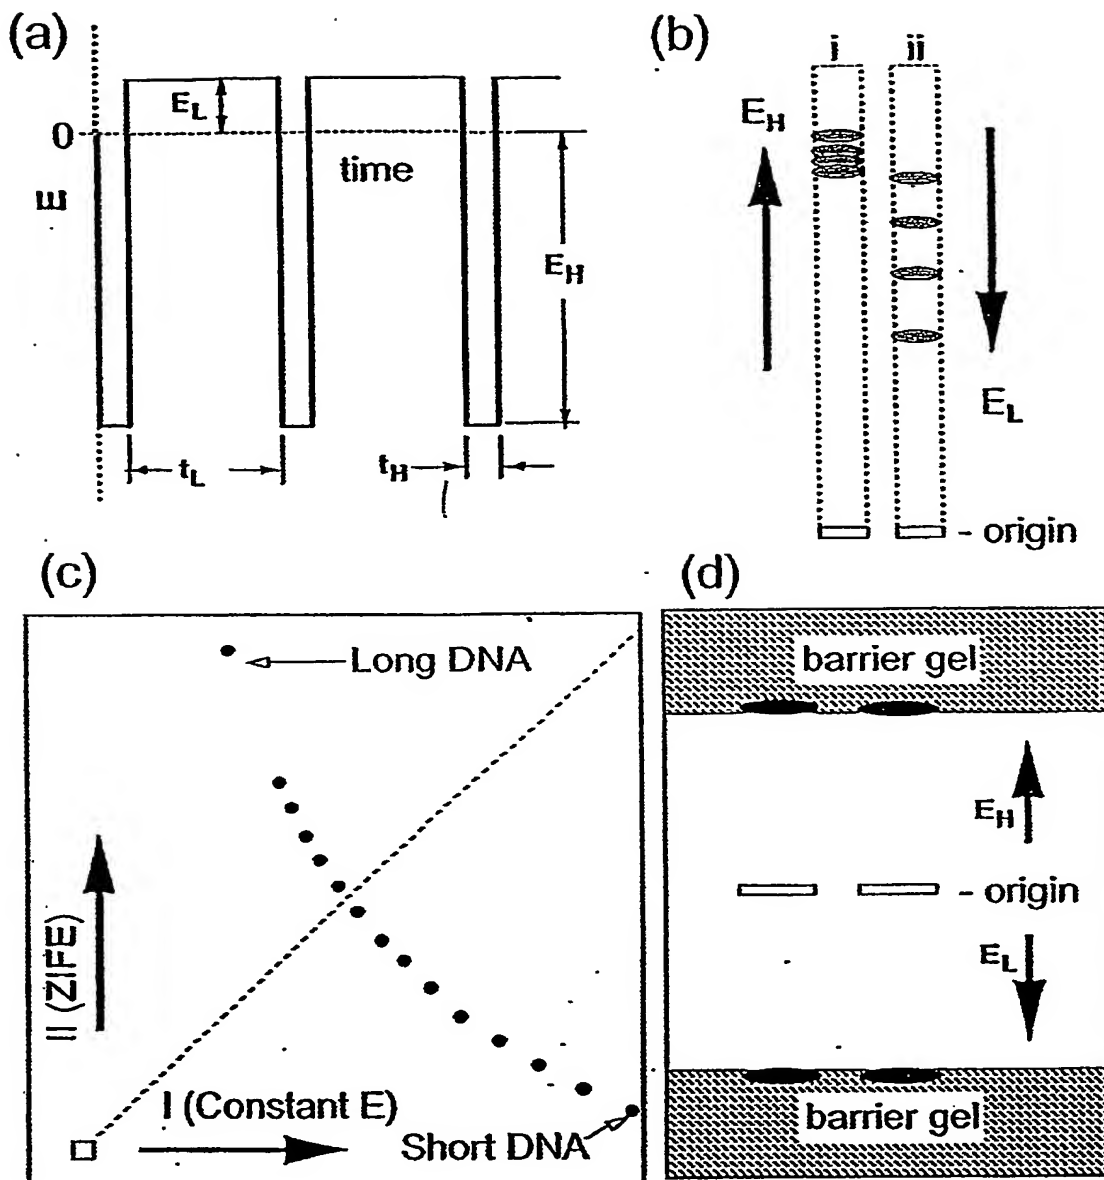 (a)
E_L
0
time
E
E_H
t_L
t_H
(b)
i
ii
E_H
E_L
- origin
(c)
Long DNA
II (ZIFE)
I (Constant E)
Short DNA
(d)
barrier gel
E_H
- origin
E_L
barrier gel